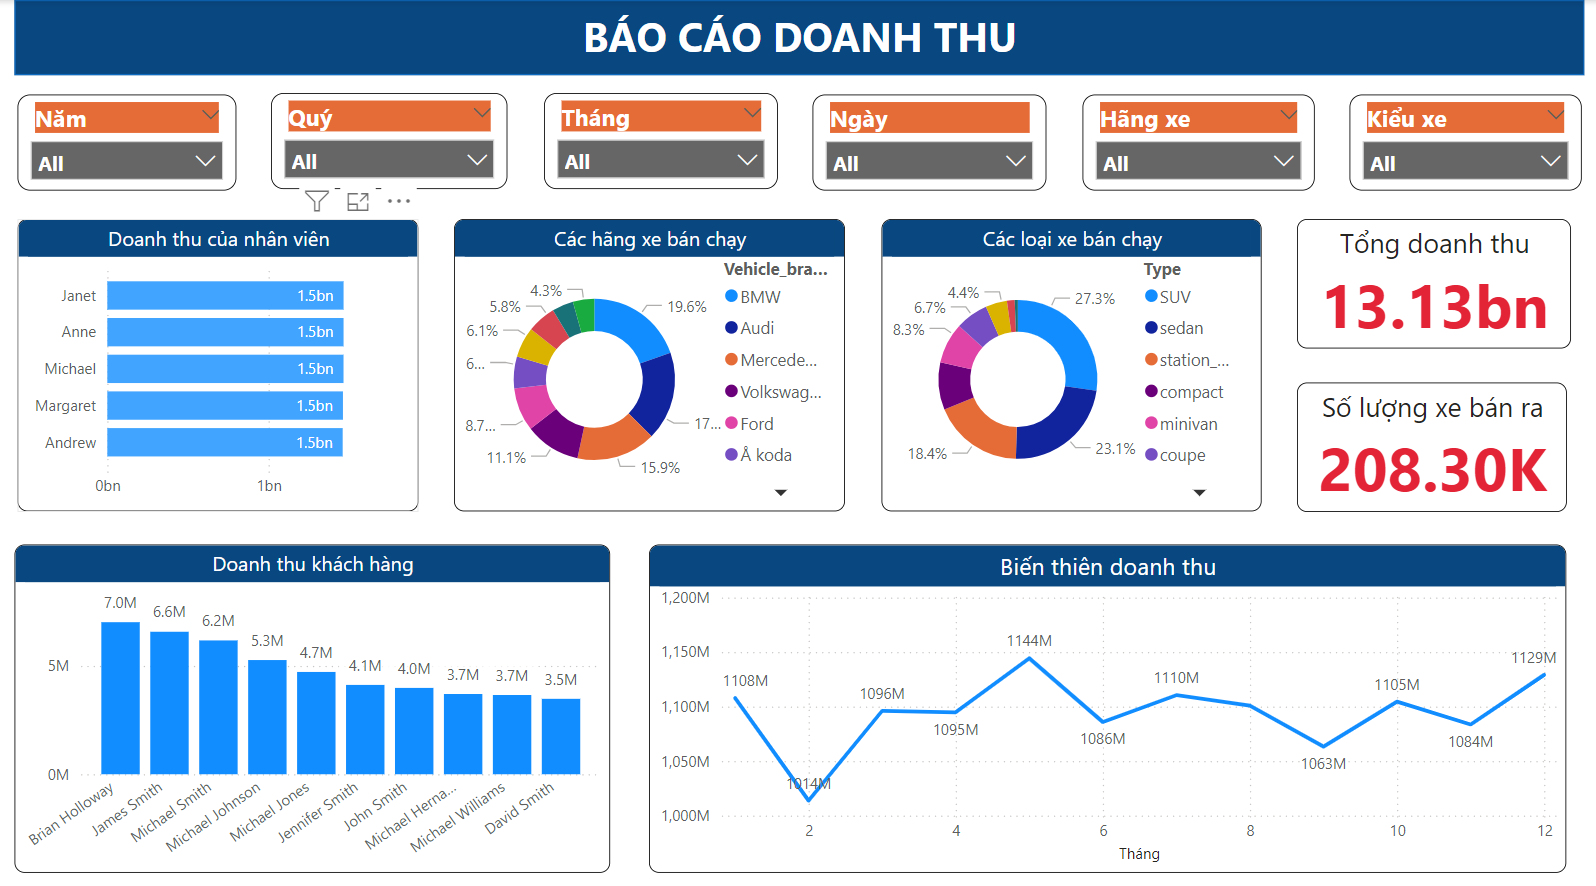 BÁO CÁO DOANH THU
Năm
All
Quý
All
Tháng
All
Ngày
All
Hãng xe
All
Kiểu xe
All
Doanh thu của nhân viên
Janet 1.5bn
Anne 1.5bn
Michael 1.5bn
Margaret 1.5bn
Andrew 1.5bn
0bn 1bn
Các hãng xe bán chạy
19.6%
17...
15.9%
11.1%
8.7...
6...
6.1%
5.8%
4.3%
Vehicle_bra...
BMW
Audi
Mercede...
Volkswag...
Ford
Å koda
Các loại xe bán chạy
27.3%
23.1%
18.4%
8.3%
6.7%
4.4%
Type
SUV
sedan
station_...
compact
minivan
coupe
Tổng doanh thu
13.13bn
Số lượng xe bán ra
208.30K
Doanh thu khách hàng
5M
0M
7.0M
6.6M
6.2M
5.3M
4.7M
4.1M
4.0M
3.7M
3.7M
3.5M
Brian Holloway
James Smith
Michael Smith
Michael Johnson
Michael Jones
Jennifer Smith
John Smith
Michael Herna...
Michael Williams
David Smith
Biến thiên doanh thu
1,200M
1,150M
1,100M
1,050M
1,000M
1108M
1014M
1096M
1095M
1144M
1086M
1110M
1063M
1105M
1084M
1129M
2 4 6 8 10 12
Tháng